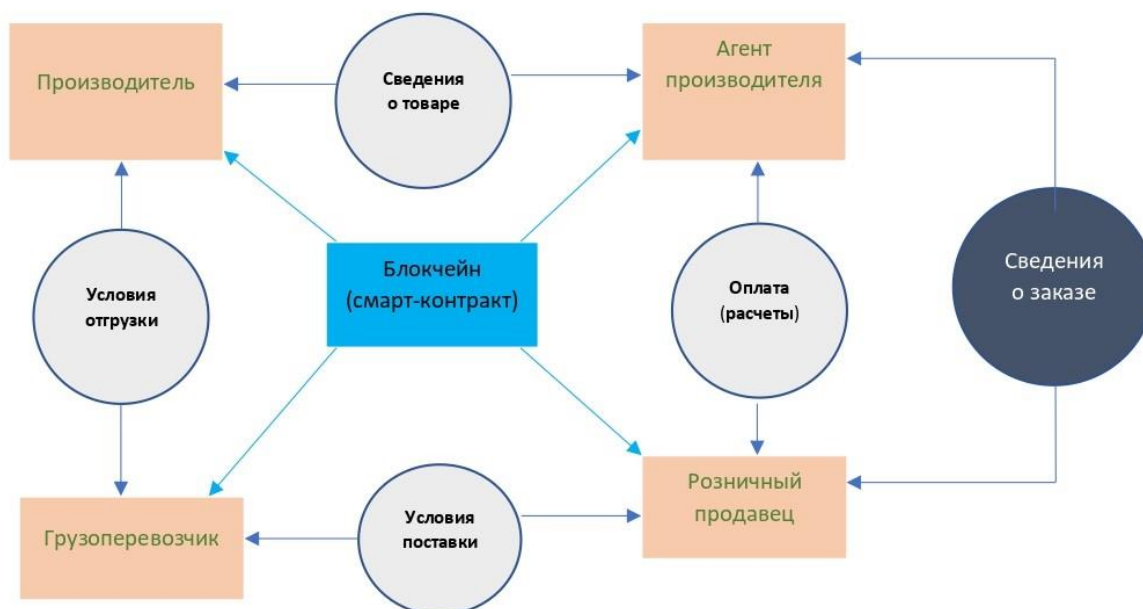 Производитель
Сведения
о товаре
Агент
производителя
Условия
отгрузки
Блокчейн
(смарт-контракт)
Оплата
(расчеты)
Сведения
о заказе
Грузоперевозчик
Условия
поставки
Розничный
продавец